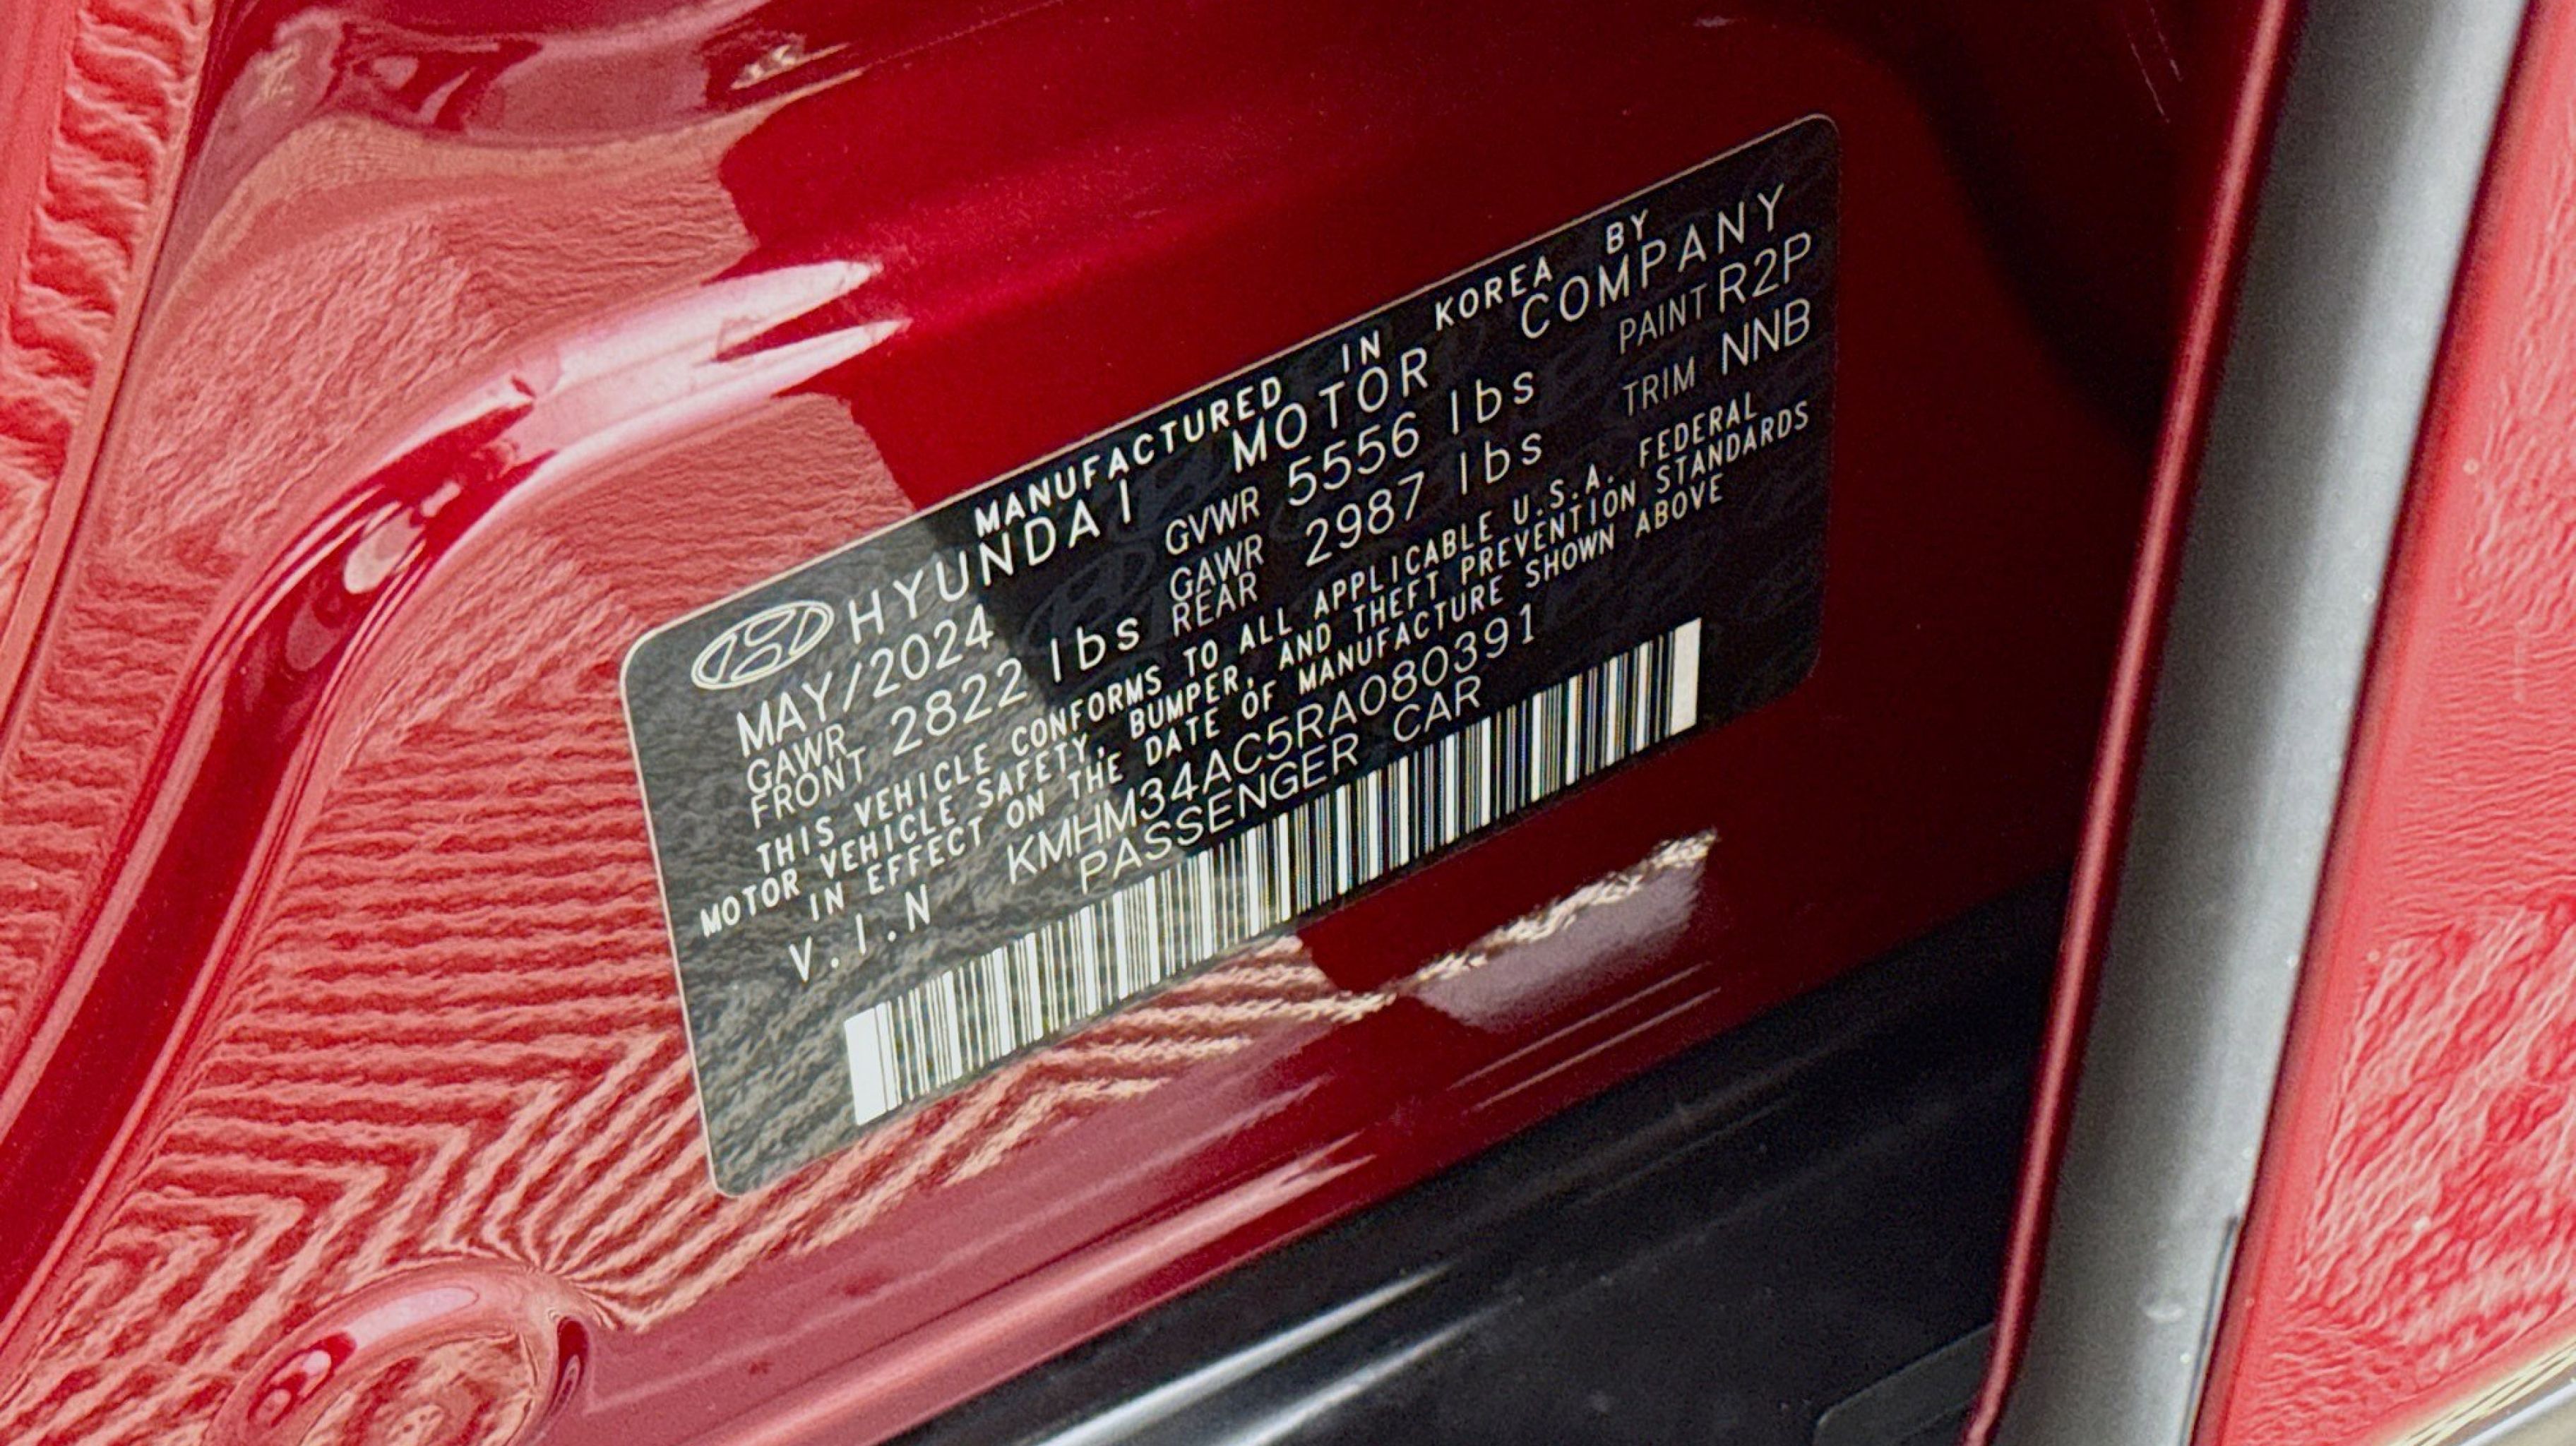 MANUFACTURED IN KOREA BY
HYUNDAI MOTOR COMPANY
MAY/2024 GVWR 5556 lbs PAINT R2P
GAWR FRONT 2822 lbs GAWR REAR 2987 lbs TRIM NNB
THIS VEHICLE CONFORMS TO ALL APPLICABLE U.S.A. FEDERAL
MOTOR VEHICLE SAFETY, BUMPER, AND THEFT PREVENTION STANDARDS
IN EFFECT ON THE DATE OF MANUFACTURE SHOWN ABOVE
V.I.N KMHM34AC5RA080391
PASSENGER CAR